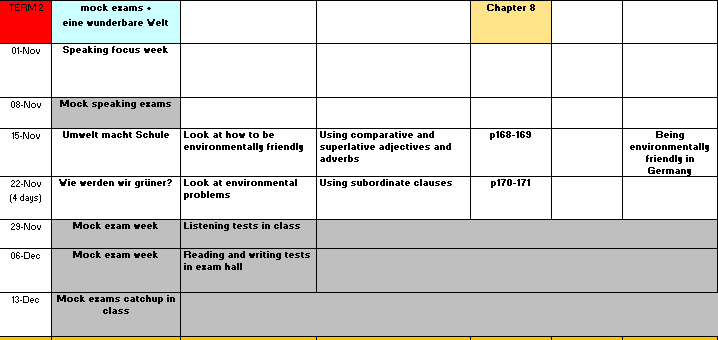 TERM 2
mock exams +
eine wunderbare Welt
Chapter 8
01-Nov
Speaking focus week
08-Nov
Mock speaking exams
15-Nov
Umwelt macht Schule
Look at how to be
environmentally friendly
Using comparative and
superlative adjectives and
adverbs
p168-169
Being
environmentally
friendly in
Germany
22-Nov
(4 days)
Wie werden wir grüner?
Look at environmental
problems
Using subordinate clauses
p170-171
29-Nov
Mock exam week
Listening tests in class
06-Dec
Mock exam week
Reading and writing tests
in exam hall
13-Dec
Mock exams catchup in
class